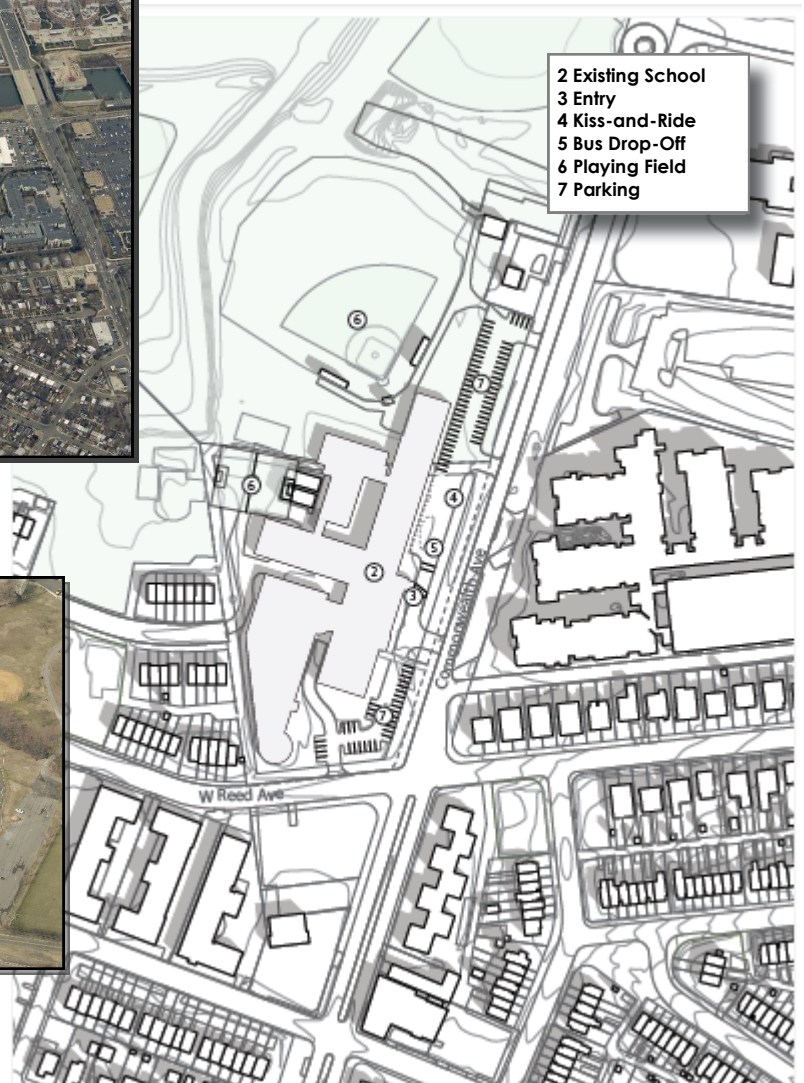 2 Existing School
3 Entry
4 Kiss-and-Ride
5 Bus Drop-Off
6 Playing Field
7 Parking
6
7
6
4
5
2
3
Commonwealth Ave
7
W Reed Ave